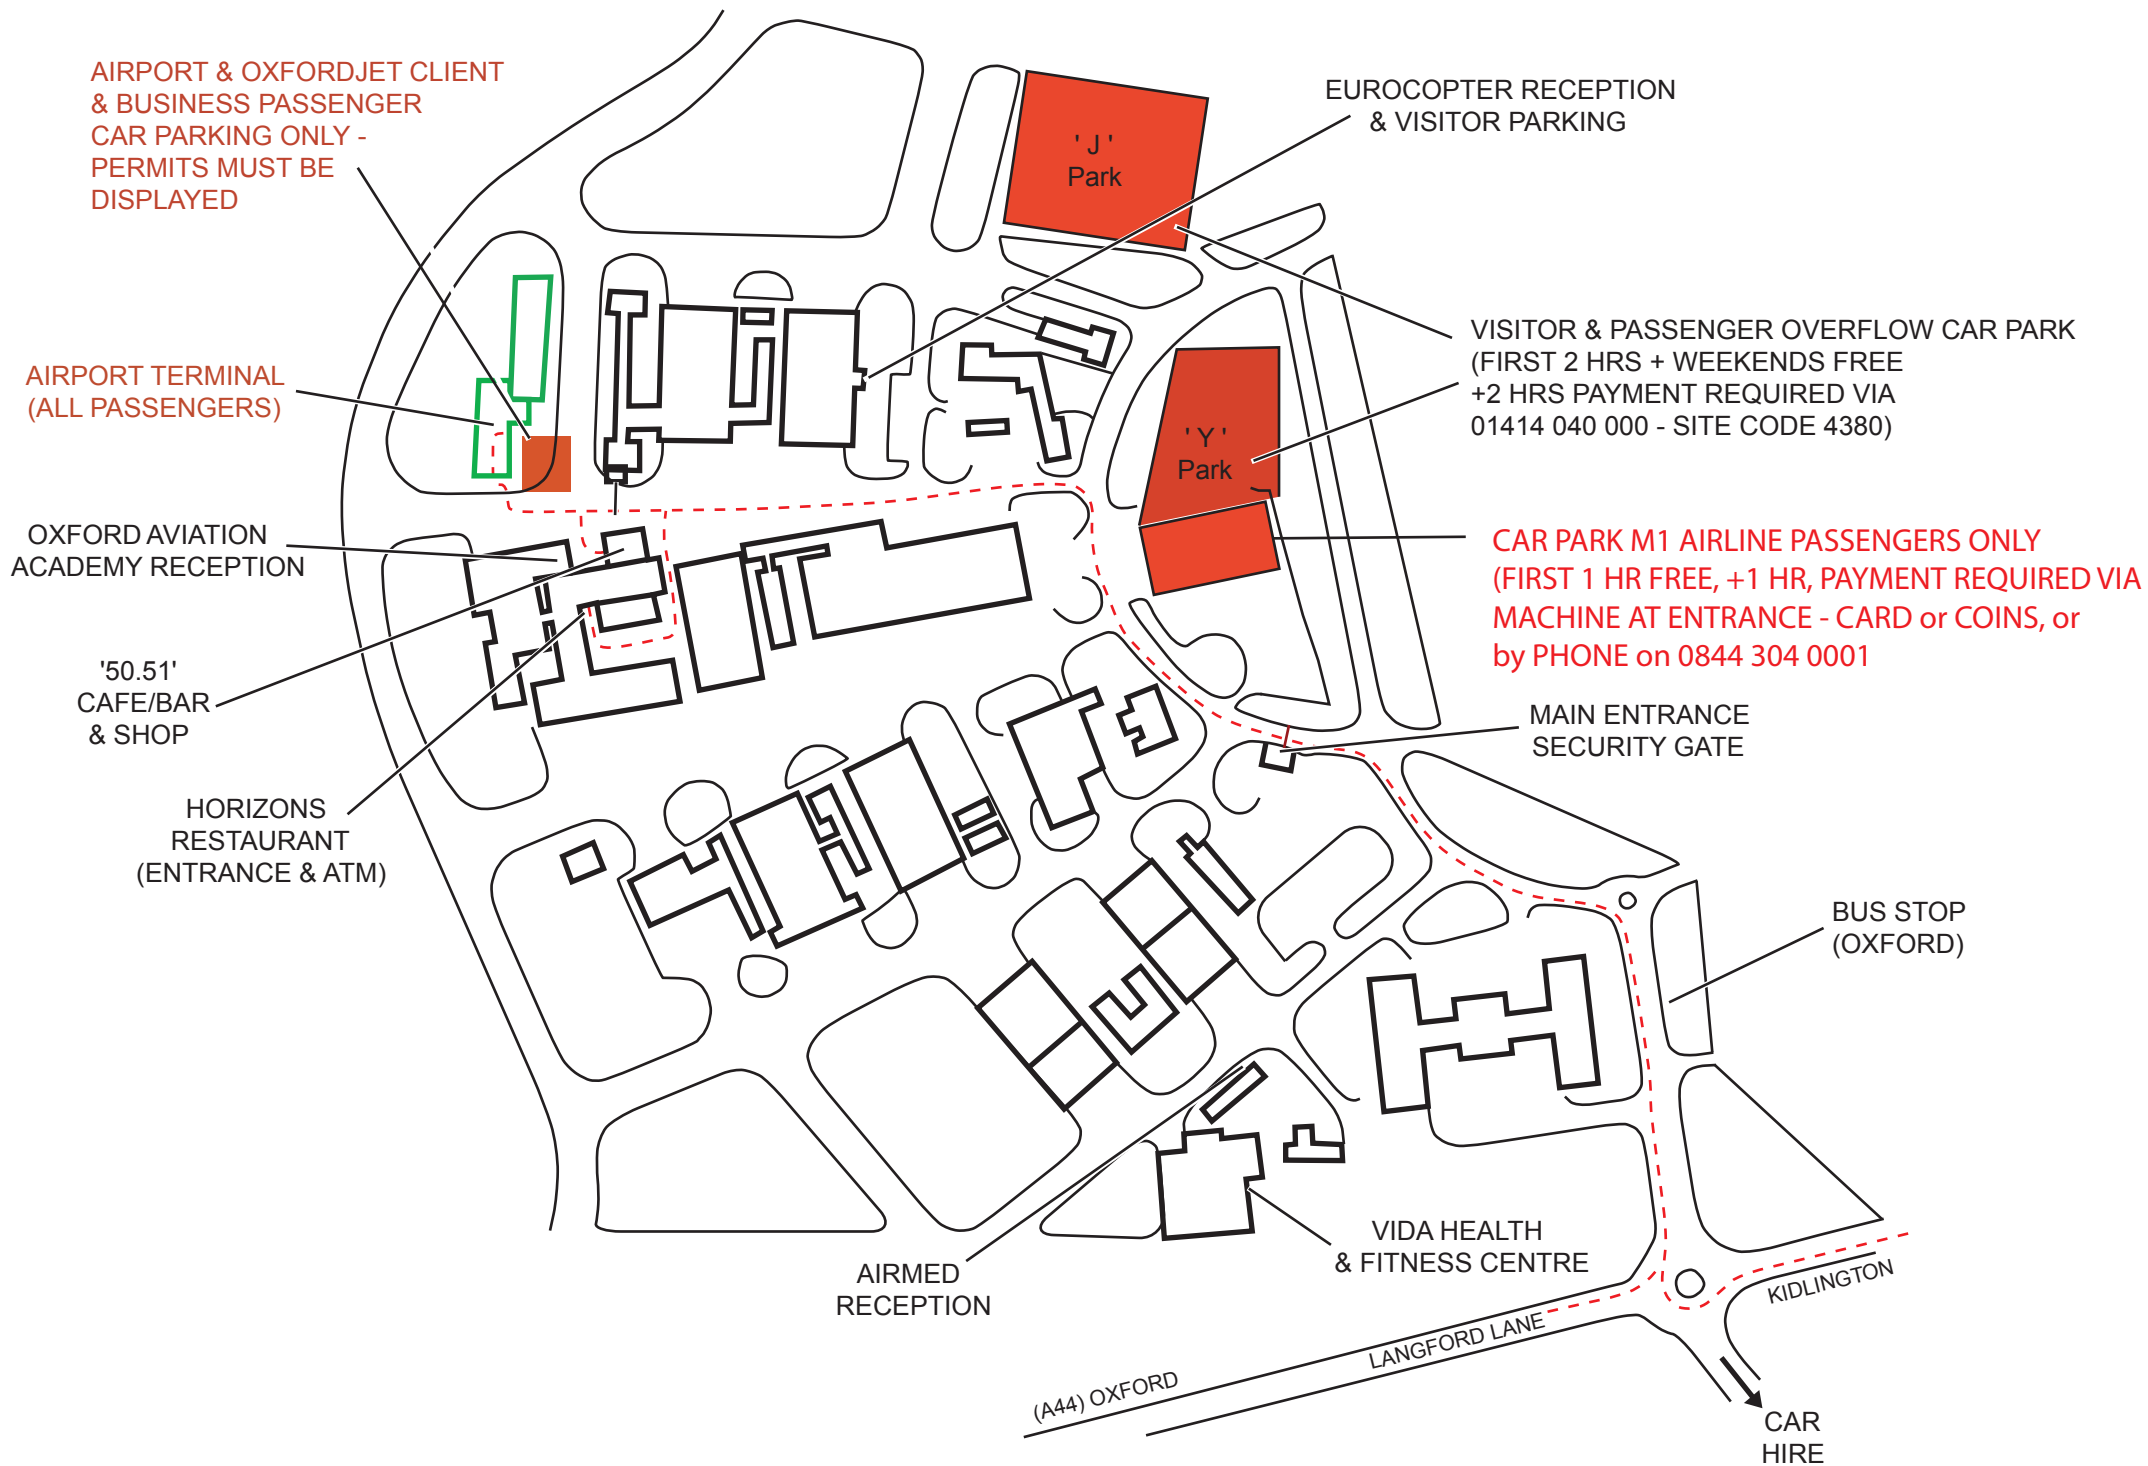 AIRPORT & OXFORDJET CLIENT
& BUSINESS PASSENGER
CAR PARKING ONLY -
PERMITS MUST BE
DISPLAYED
EUROCOPTER RECEPTION
& VISITOR PARKING
' J '
Park
VISITOR & PASSENGER OVERFLOW CAR PARK
(FIRST 2 HRS + WEEKENDS FREE
+2 HRS PAYMENT REQUIRED VIA
01414 040 000 - SITE CODE 4380)
AIRPORT TERMINAL
(ALL PASSENGERS)
' Y '
Park
OXFORD AVIATION
ACADEMY RECEPTION
CAR PARK M1 AIRLINE PASSENGERS ONLY
(FIRST 1 HR FREE, +1 HR, PAYMENT REQUIRED VIA
MACHINE AT ENTRANCE - CARD or COINS, or
by PHONE on 0844 304 0001
'50.51'
CAFE/BAR
& SHOP
MAIN ENTRANCE
SECURITY GATE
HORIZONS
RESTAURANT
(ENTRANCE & ATM)
BUS STOP
(OXFORD)
VIDA HEALTH
& FITNESS CENTRE
AIRMED
RECEPTION
KIDLINGTON
LANGFORD LANE
(A44) OXFORD
CAR
HIRE